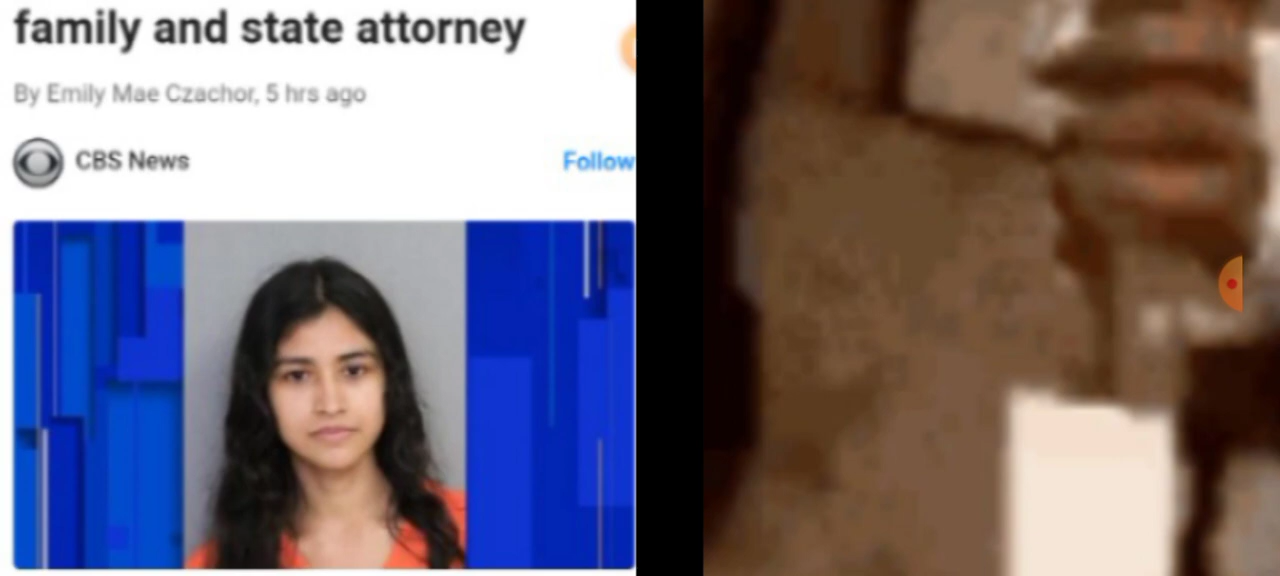 family and state attorney
By Emily Mae Czachor, 5 hrs ago
CBS News
Follow